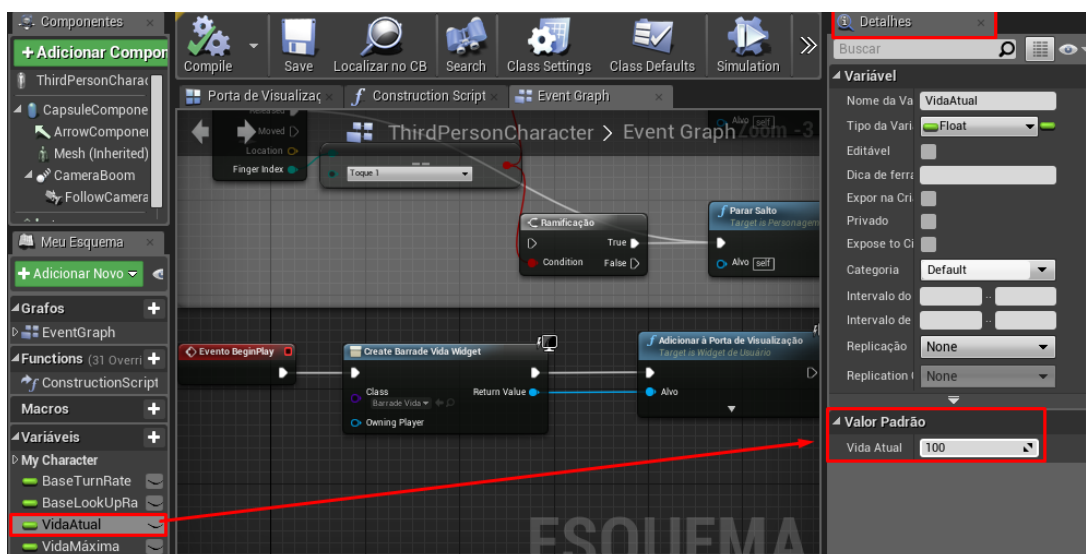 Componentes
+ Adicionar Compor
ThirdPersonCharac
CapsuleCompone
ArrowComponei
Mesh (Inherited)
CameraBoom
FollowCamera
Meu Esquema
+ Adicionar Novo
Grafos
EventGraph
Functions (31 Overri
ConstructionScript
Macros
Variáveis
My Character
BaseTurnRate
BaseLookUpRa
VidaAtual
VidaMáxima
Compile
Save
Localizar no CB
Search
Class Settings
Class Defaults
Simulation
Porta de Visualizaç
Construction Script
Event Graph
ThirdPersonCharacter > Event Graph
Zoom -3
Moved
Location
Finger Index
Toque 1
Alvo self
Ramificação
True
Condition False
Parar Salto
Target is Personagem
Alvo self
Evento BeginPlay
Create Barrade Vida Widget
Class Return Value
Barrade Vida
Owning Player
Adicionar à Porta de Visualização
Target is Widget de Usuário
Alvo
ESQUEMA
Detalhes
Buscar
Variável
Nome da Va VidaAtual
Tipo da Vari Float
Editável
Dica de ferra
Expor na Cri
Privado
Expose to Ci
Categoria Default
Intervalo do
Intervalo de
Replicação None
Replication None
Valor Padrão
Vida Atual 100